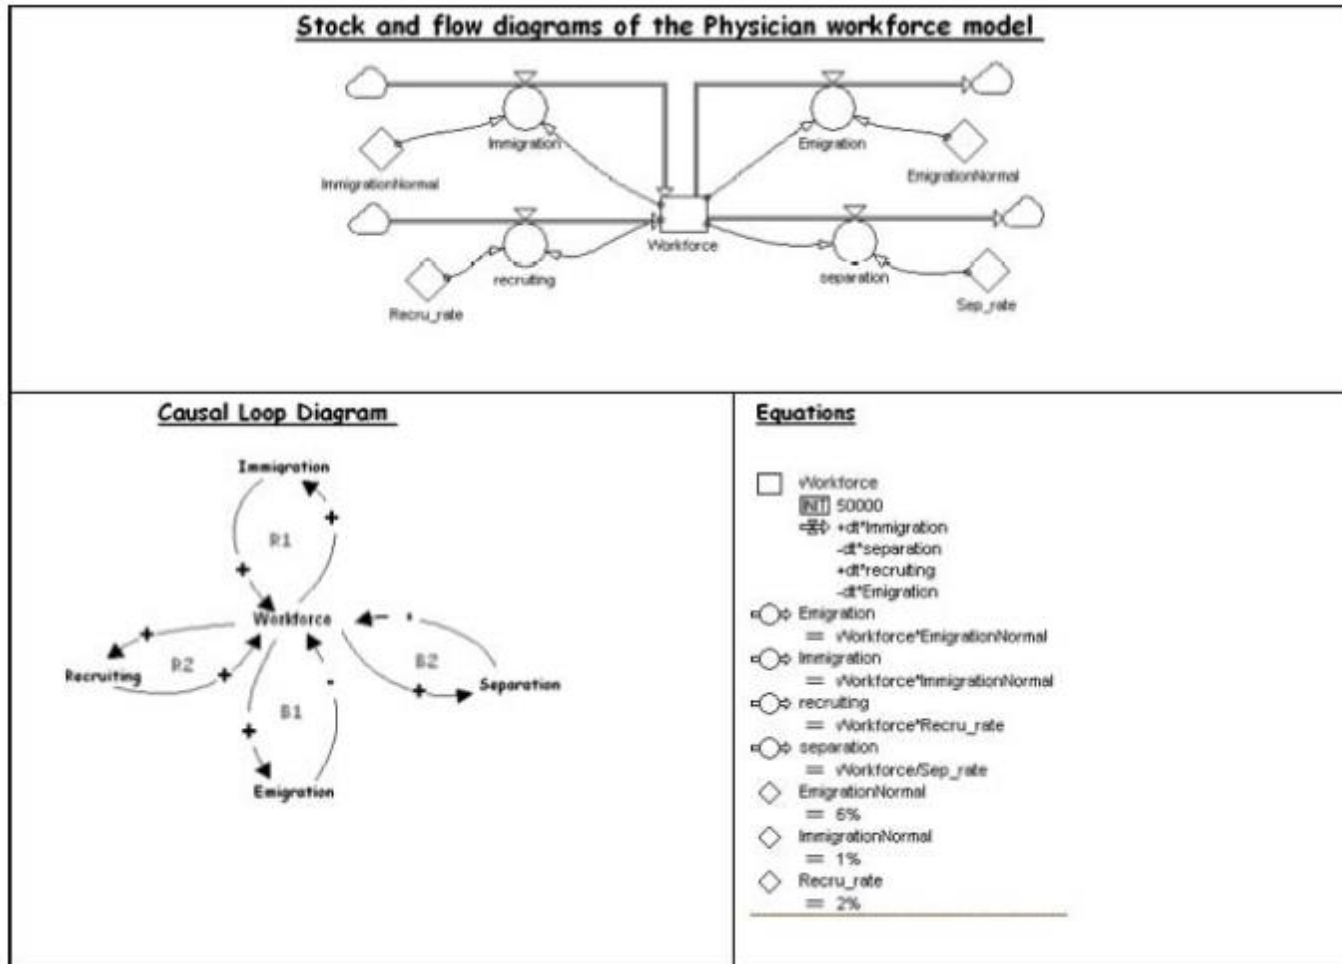 Stock and flow diagrams of the Physician workforce model
Immigration
Emigration
ImmigrationNormal
EmigrationNormal
Workforce
recruiting
separation
Recru_rate
Sep_rate
Causal Loop Diagram
Immigration
+
R1
+
Workforce
+
-
R2
B2
Recruiting
+
+
Separation
-
B1
+
Emigration
Equations
Workforce
INIT 50000
+dt*Immigration
-dt*separation
+dt*recruiting
-dt*Emigration
Emigration
= Workforce*EmigrationNormal
Immigration
= Workforce*ImmigrationNormal
recruiting
= Workforce*Recru_rate
separation
= Workforce/Sep_rate
EmigrationNormal
= 6%
ImmigrationNormal
= 1%
Recru_rate
= 2%